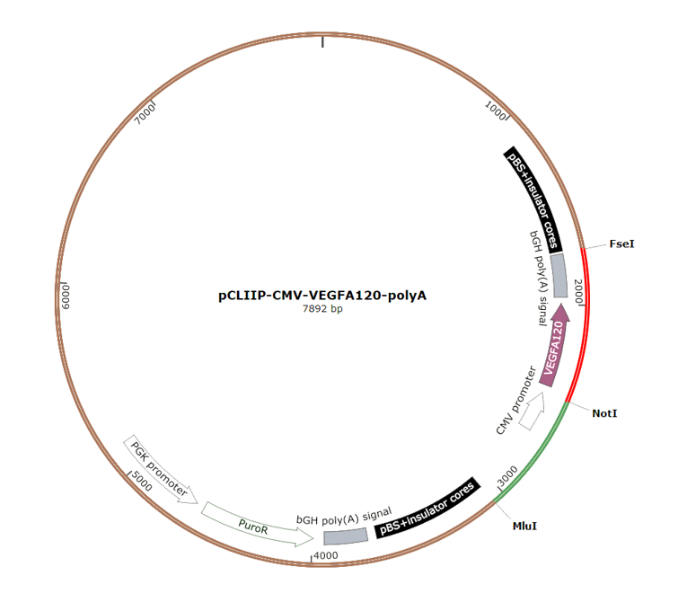 1000
pBS+insulator cores
FseI
bGH poly(A) signal
2000
VEGFA120
CMV promoter
NotI
3000
MluI
pBS+insulator cores
bGH poly(A) signal
4000
PuroR
PGK promoter
5000
6000
7000
pCLIIP-CMV-VEGFA120-polyA
7892 bp